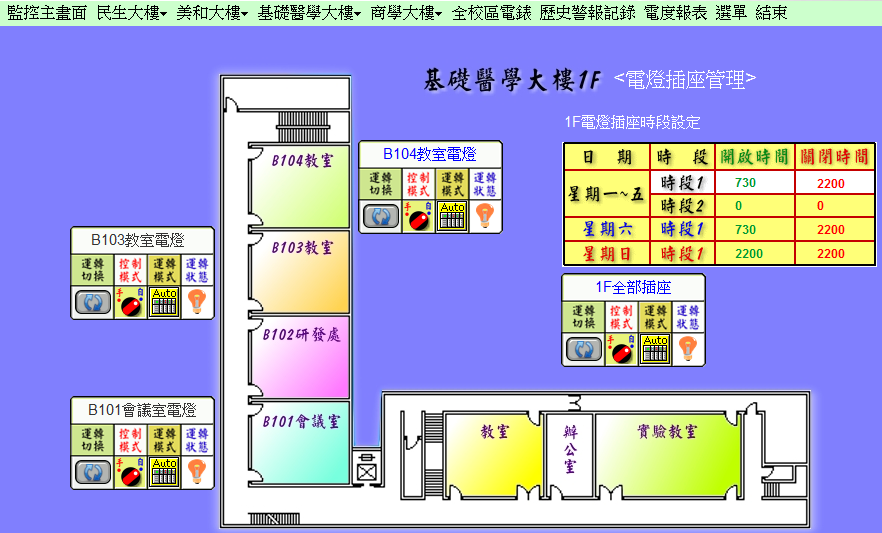 監控主畫面 民生大樓 美和大樓 基礎醫學大樓 商學大樓 全校區電錶 歷史警報記錄 電度報表 選單 結束
基礎醫學大樓1F <電燈插座管理>
1F電燈插座時段設定
日 期 時 段 開啟時間 關閉時間
星期一~五 時段1 730 2200
時段2 0 0
星期六 時段1 730 2200
星期日 時段1 2200 2200
B104教室
B104教室電燈
運轉切換 控制模式 運轉模式 運轉狀態
手 自 Auto
B103教室電燈
運轉切換 控制模式 運轉模式 運轉狀態
手 自 Auto
B103教室
1F全部插座
運轉切換 控制模式 運轉模式 運轉狀態
手 自 Auto
B102研發處
B101會議室電燈
運轉切換 控制模式 運轉模式 運轉狀態
手 自 Auto
B101會議室
教室
辦公室
實驗教室